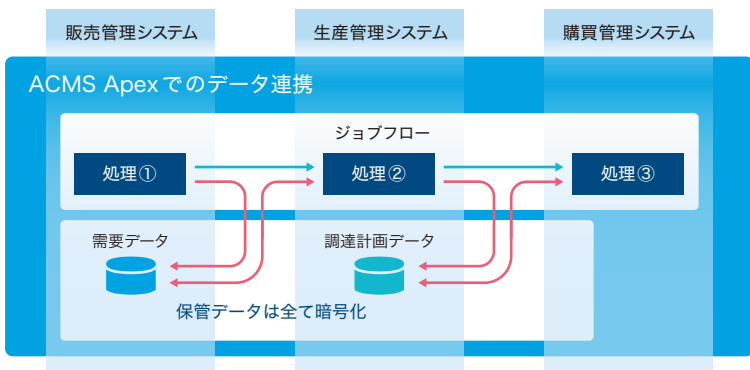 販売管理システム
生産管理システム
購買管理システム
ACMS Apexでのデータ連携
ジョブフロー
処理①
処理②
処理③
需要データ
調達計画データ
保管データは全て暗号化